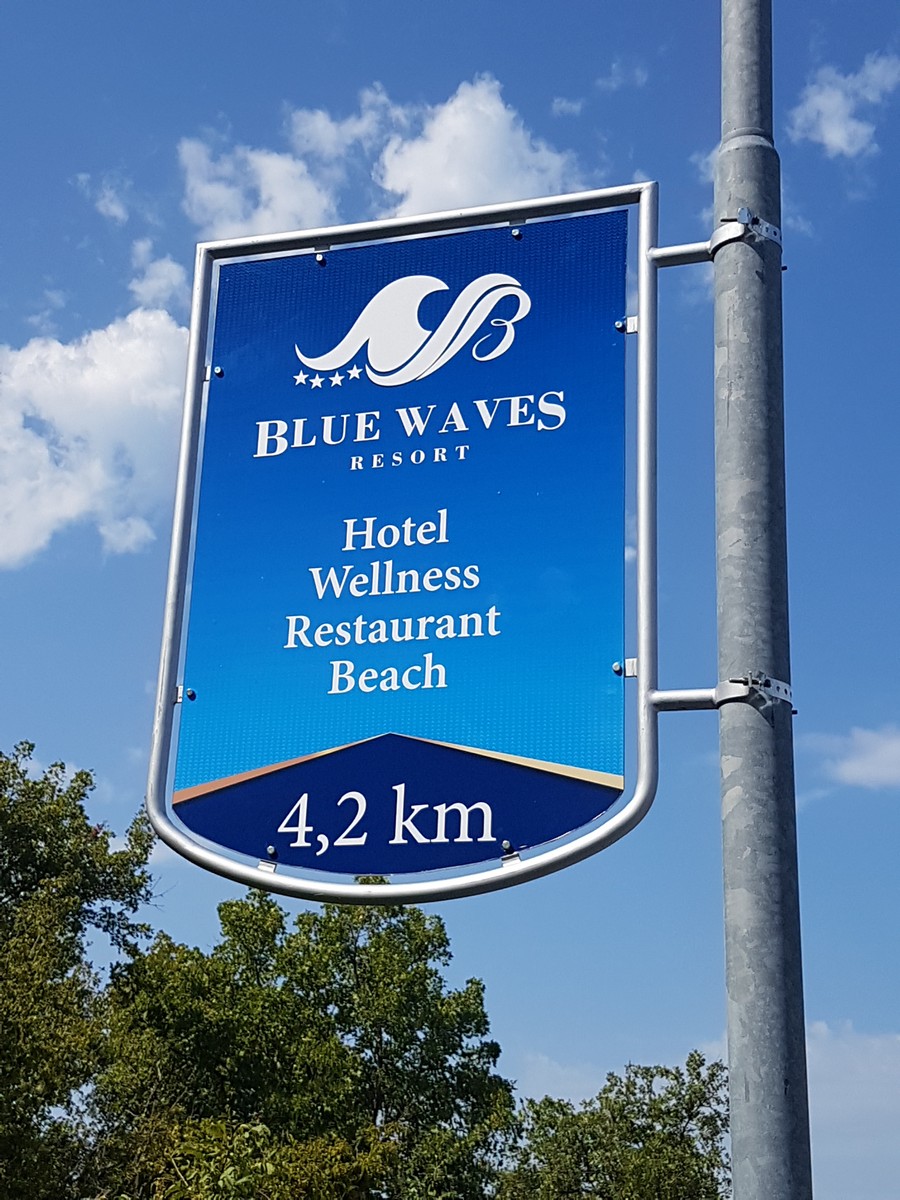 BLUE WAVES
RESORT
Hotel
Wellness
Restaurant
Beach
4,2 km